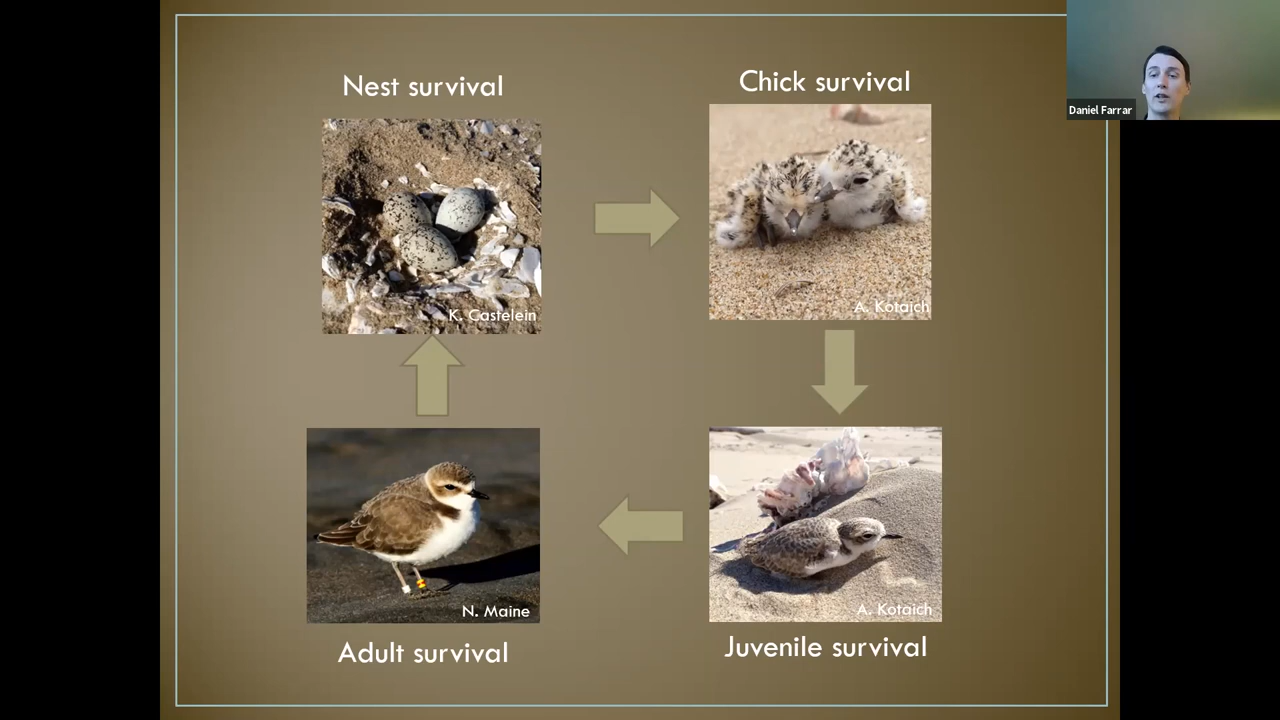 Nest survival
Chick survival
Daniel Farrar
K. Castelein
A. Kotaich
N. Maine
A. Kotaich
Adult survival
Juvenile survival